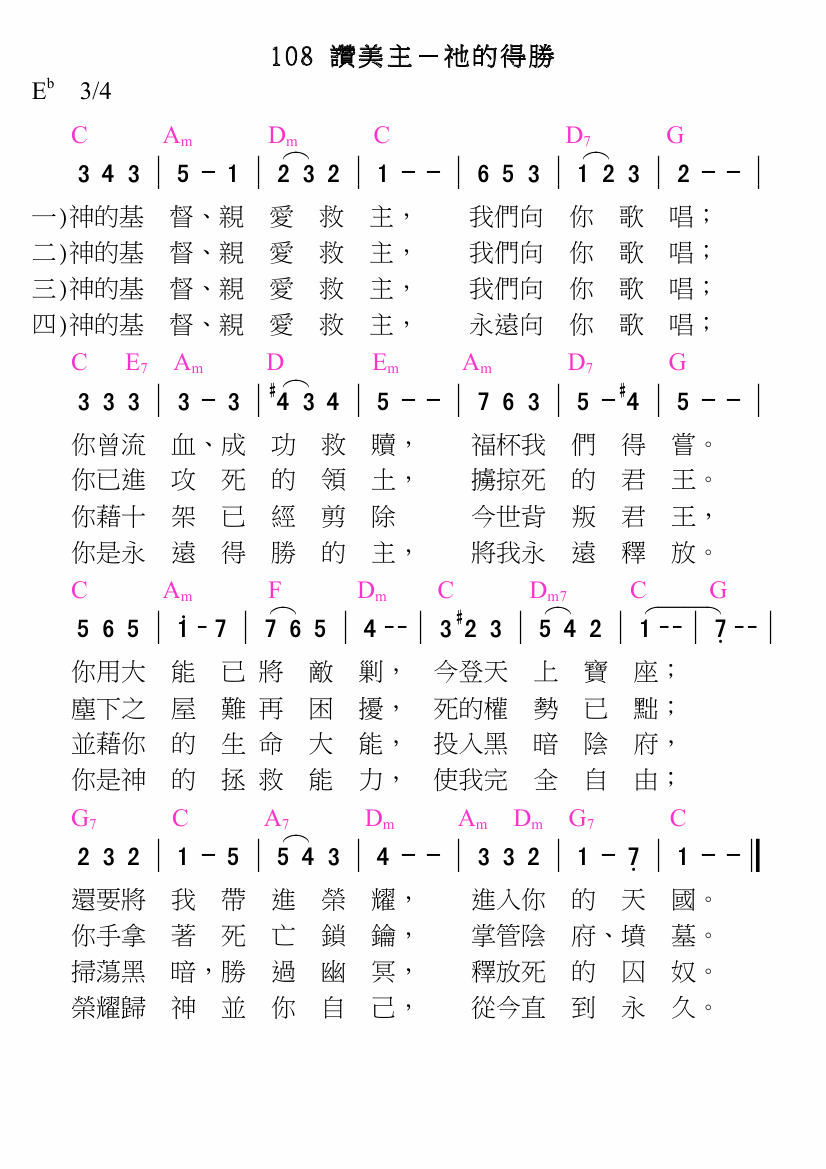 108 讚美主－祂的得勝
E♭ 3/4
C Am Dm C D7 G
3 4 3 | 5 - 1 | 2 3 2 | 1 - - | 6 5 3 | 1 2 3 | 2 - - |
一)神的基 督、親 愛 救 主， 我們向 你 歌 唱；
二)神的基 督、親 愛 救 主， 我們向 你 歌 唱；
三)神的基 督、親 愛 救 主， 我們向 你 歌 唱；
四)神的基 督、親 愛 救 主， 永遠向 你 歌 唱；
C E7 Am D Em Am D7 G
3 3 3 | 3 - 3 | #4 3 4 | 5 - - | 7 6 3 | 5 - #4 | 5 - - |
你曾流 血、成 功 救 贖， 福杯我 們 得 嘗。
你已進 攻 死 的 領 土， 擄掠死 的 君 王。
你藉十 架 已 經 剪 除 今世背 叛 君 王，
你是永 遠 得 勝 的 主， 將我永 遠 釋 放。
C Am F Dm C Dm7 C G
5 6 5 | i - 7 | 7 6 5 | 4 - - | 3 #2 3 | 5 4 2 | 1 - - | 7̣ - - |
你用大 能 已 將 敵 剿， 今登天 上 寶 座；
塵下之 屋 難 再 困 擾， 死的權 勢 已 黜；
並藉你 的 生 命 大 能， 投入黑 暗 陰 府，
你是神 的 拯 救 能 力， 使我完 全 自 由；
G7 C A7 Dm Am Dm G7 C
2 3 2 | 1 - 5 | 5 4 3 | 4 - - | 3 3 2 | 1 - 7̣ | 1 - - ‖
還要將 我 帶 進 榮 耀， 進入你 的 天 國。
你手拿 著 死 亡 鎖 鑰， 掌管陰 府、墳 墓。
掃蕩黑 暗，勝 過 幽 冥， 釋放死 的 囚 奴。
榮耀歸 神 並 你 自 己， 從今直 到 永 久。